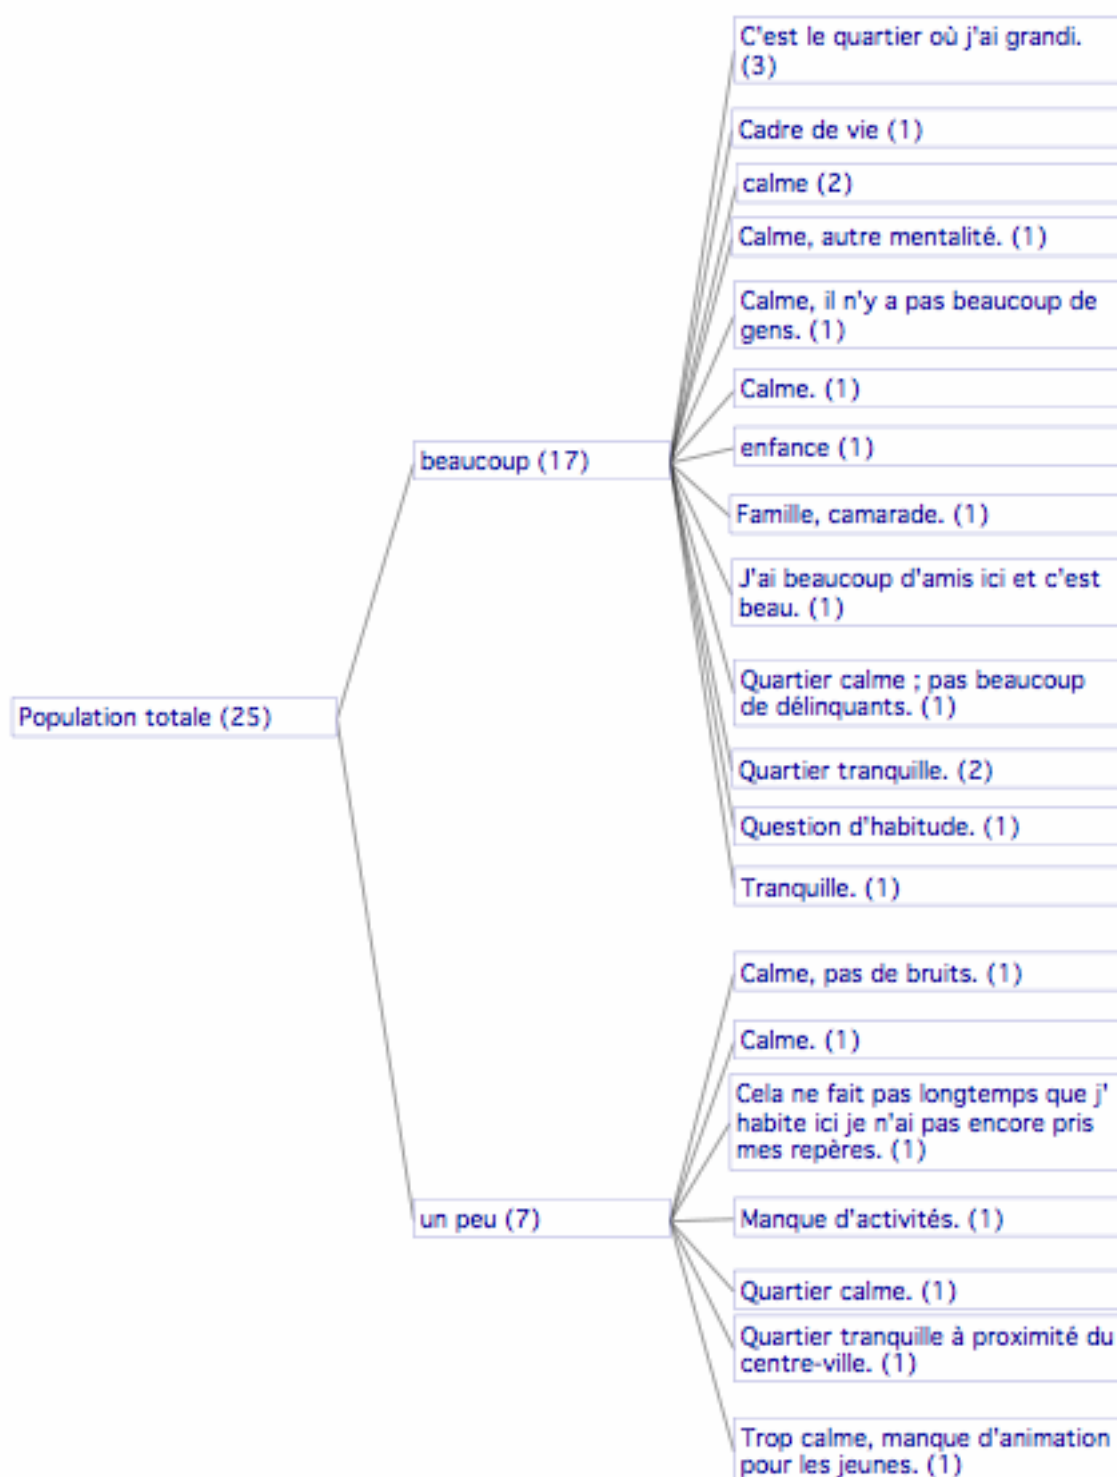 Population totale (25)
beaucoup (17)
C'est le quartier où j'ai grandi.
(3)
Cadre de vie (1)
calme (2)
Calme, autre mentalité. (1)
Calme, il n'y a pas beaucoup de
gens. (1)
Calme. (1)
enfance (1)
Famille, camarade. (1)
J'ai beaucoup d'amis ici et c'est
beau. (1)
Quartier calme ; pas beaucoup
de délinquants. (1)
Quartier tranquille. (2)
Question d'habitude. (1)
Tranquille. (1)
un peu (7)
Calme, pas de bruits. (1)
Calme. (1)
Cela ne fait pas longtemps que j'
habite ici je n'ai pas encore pris
mes repères. (1)
Manque d'activités. (1)
Quartier calme. (1)
Quartier tranquille à proximité du
centre-ville. (1)
Trop calme, manque d'animation
pour les jeunes. (1)